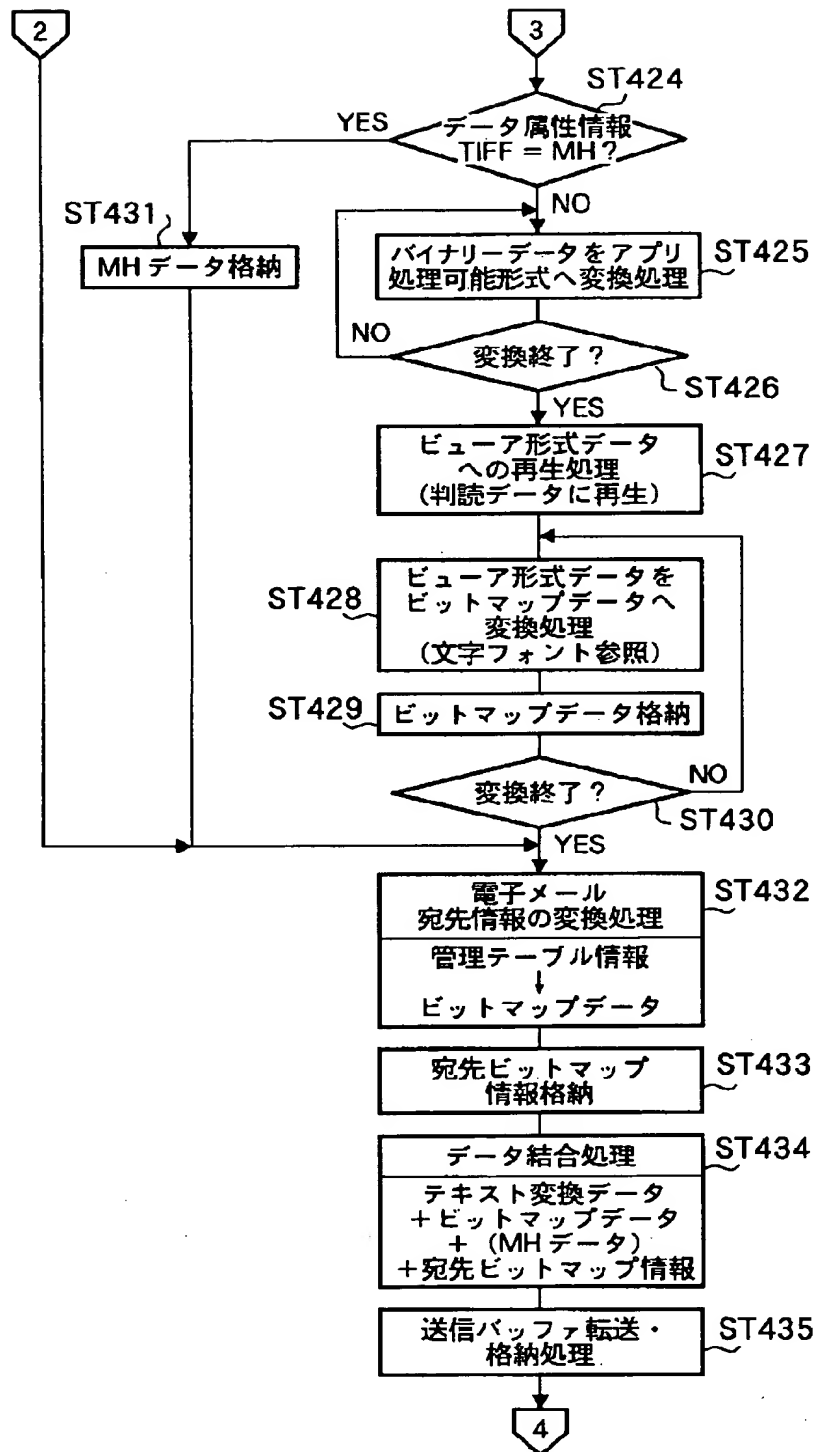 2
3
ST424
YES
データ属性情報
TIFF = MH?
NO
ST431
MHデータ格納
ST425
バイナリーデータをアプリ
処理可能形式へ変換処理
NO
変換終了?
ST426
YES
ビューア形式データ
への再生処理
(判読データに再生)
ST427
ST428
ビューア形式データを
ビットマップデータへ
変換処理
(文字フォント参照)
ST429
ビットマップデータ格納
変換終了?
NO
ST430
YES
電子メール
宛先情報の変換処理
ST432
管理テーブル情報
↓
ビットマップデータ
宛先ビットマップ
情報格納
ST433
データ結合処理
ST434
テキスト変換データ
+ビットマップデータ
+(MHデータ)
+宛先ビットマップ情報
送信バッファ転送・
格納処理
ST435
4